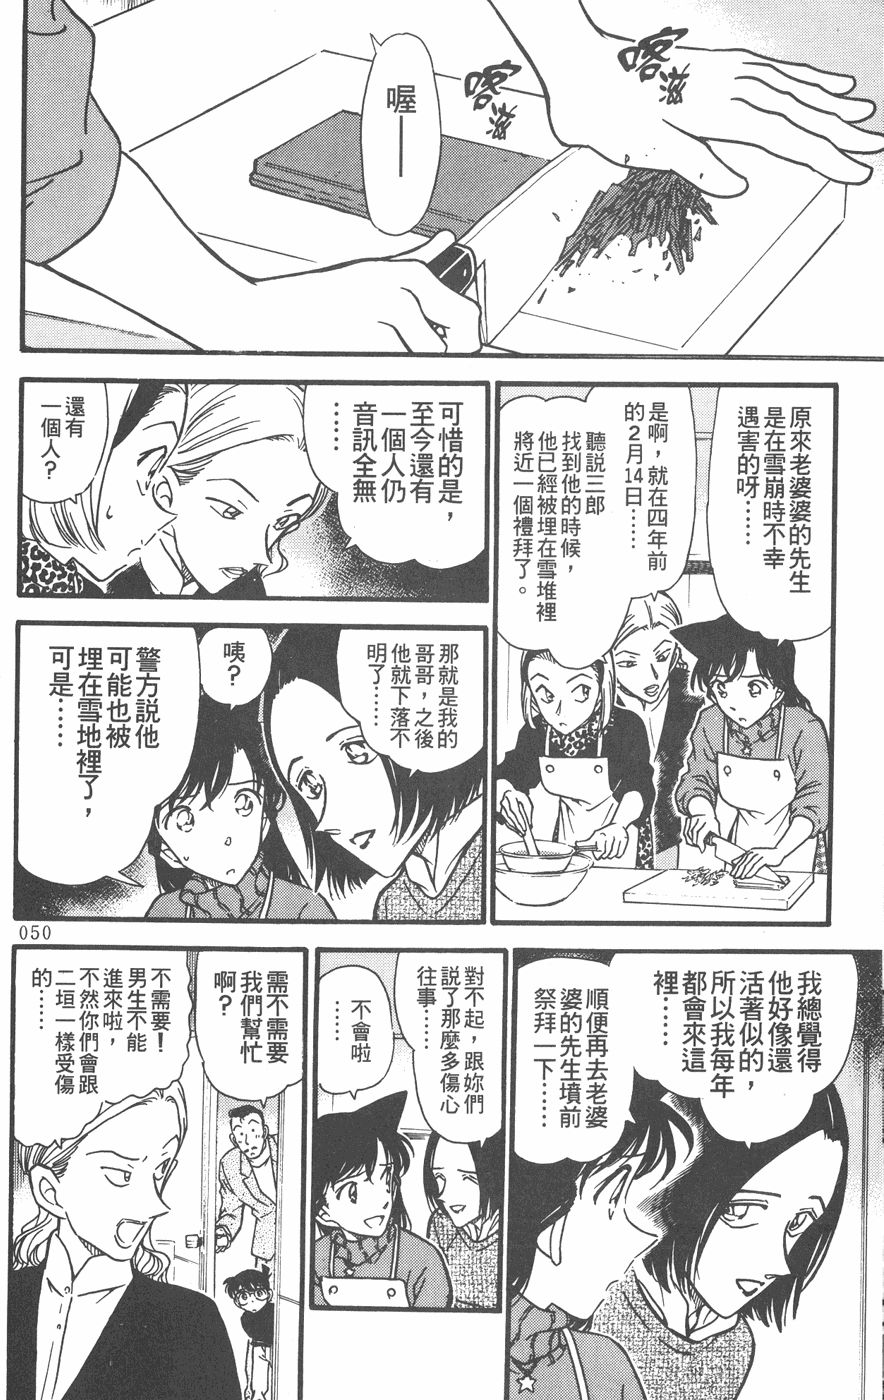 喀滋
喀滋
喔——
原來老婆婆的先生
是在雪崩時不幸
遇害的呀……
是啊，就在四年前
的2月14日……
聽說三郎
找到他的時候，
他已經被埋在雪堆裡
將近一個禮拜了。
可惜的是，
至今還有
一個人仍
音訊全無
……
還有
一個人？
那就是我的
哥哥，之後
他就下落不
明了……
咦？
警方說他
可能也被
埋在雪地裡了，
可是……
050
我總覺得
他好像還
活著似的，
所以我每年
都會來這
裡……
順便再去老婆
婆的先生墳前
祭拜一下……
對不起，跟妳們
說了那麼多傷心
往事……
不會啦
……
需不需要
我們幫忙
啊？
不需要！
男生不能
進來啦，
不然你們會跟
二垣一樣受傷
的……